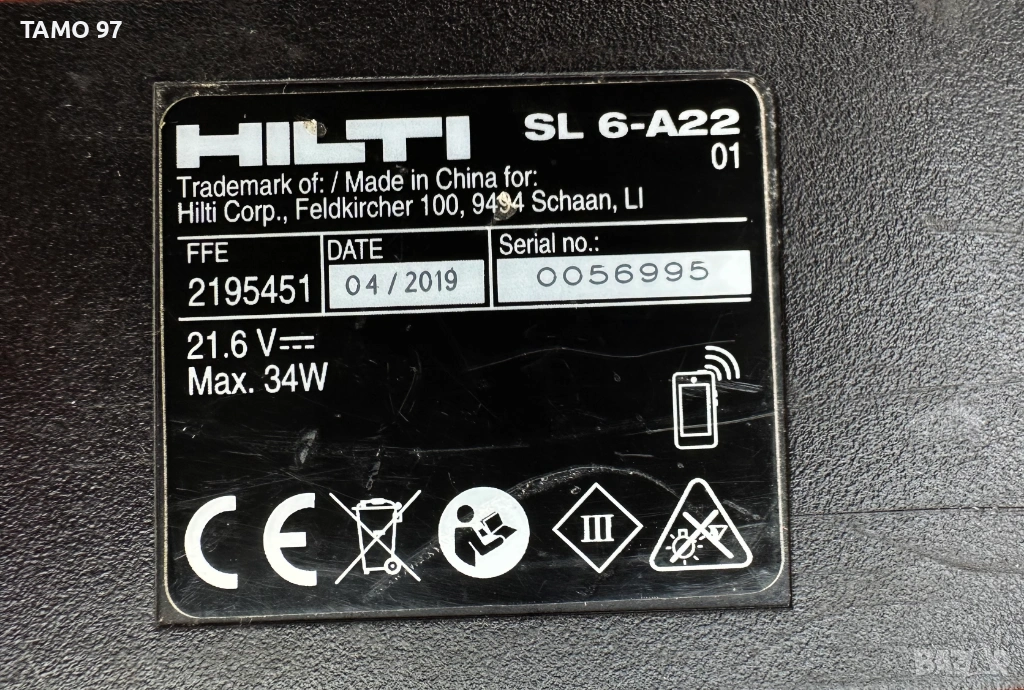 TAMO 97
HILTI
SL 6-A22
01
Trademark of: / Made in China for:
Hilti Corp., Feldkircher 100, 9494 Schaan, LI
FFE
2195451
DATE
04 / 2019
Serial no.:
0056995
21.6 V⎓
Max. 34W
CE
III
BAZAR